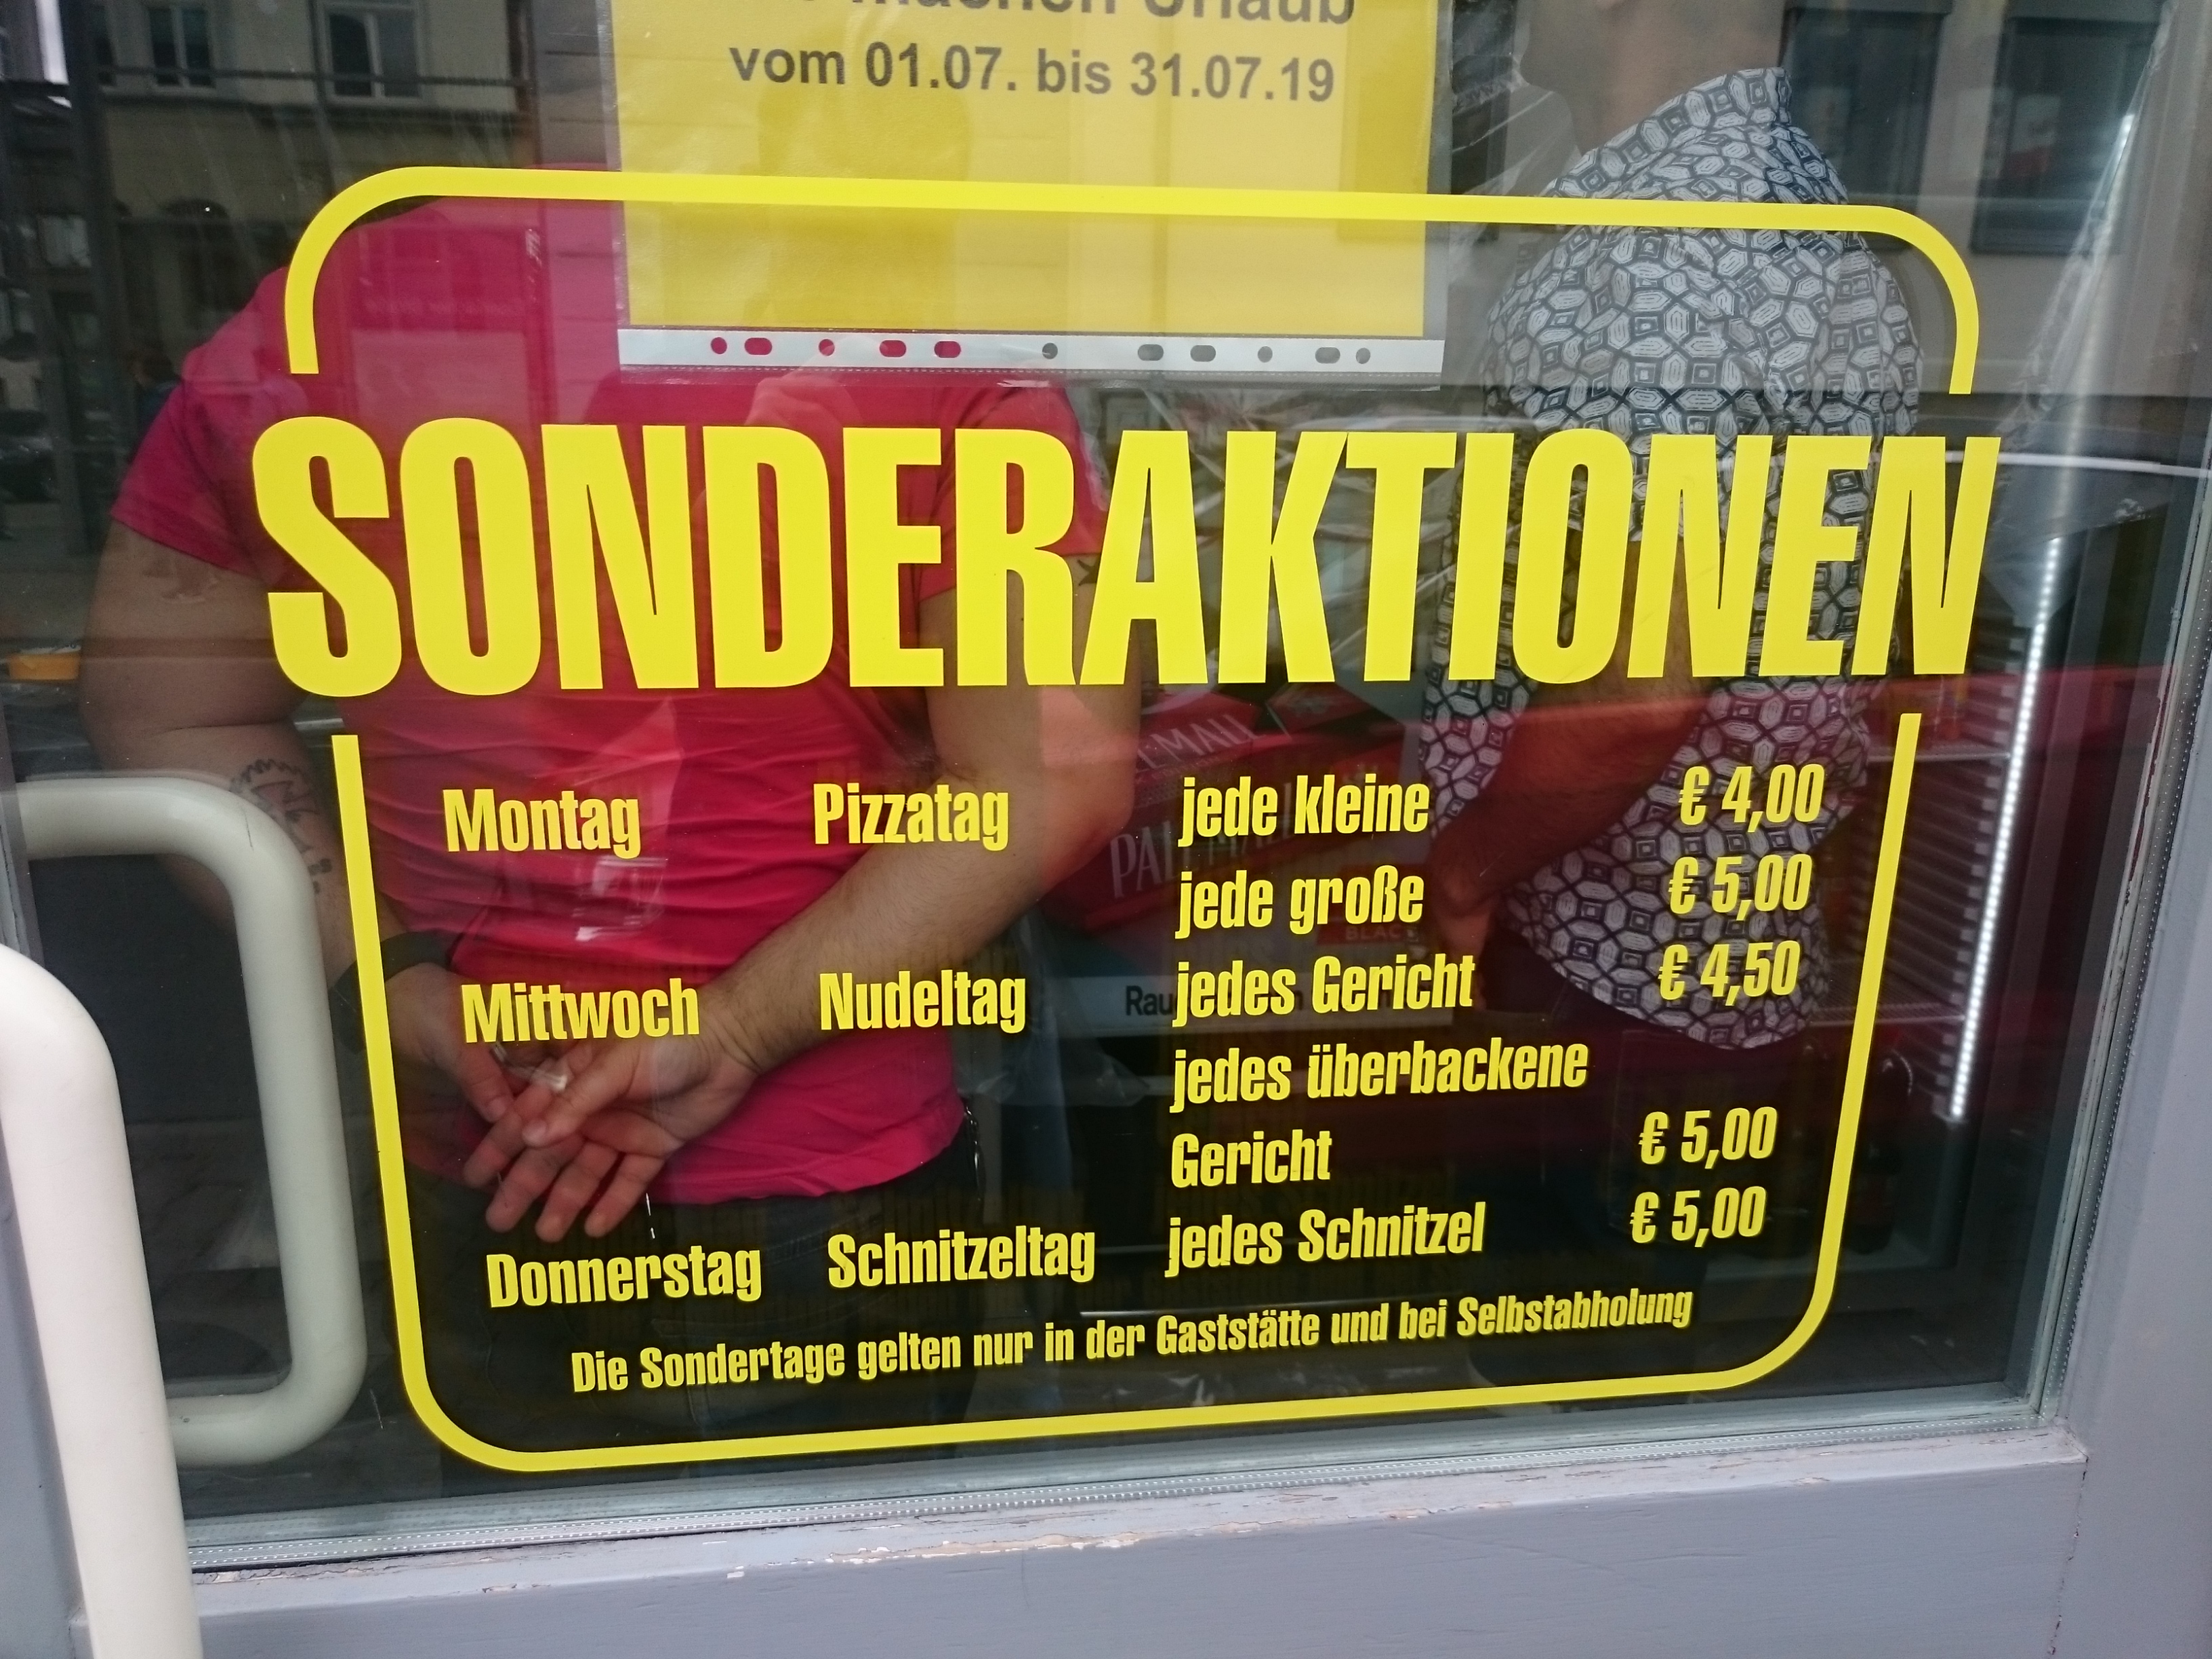 machen Urlaub
vom 01.07. bis 31.07.19
SONDERAKTIONEN
Montag Pizzatag jede kleine € 4,00
jede große € 5,00
Mittwoch Nudeltag jedes Gericht € 4,50
jedes überbackene
Gericht € 5,00
Donnerstag Schnitzeltag jedes Schnitzel € 5,00
Die Sondertage gelten nur in der Gaststätte und bei Selbstabholung